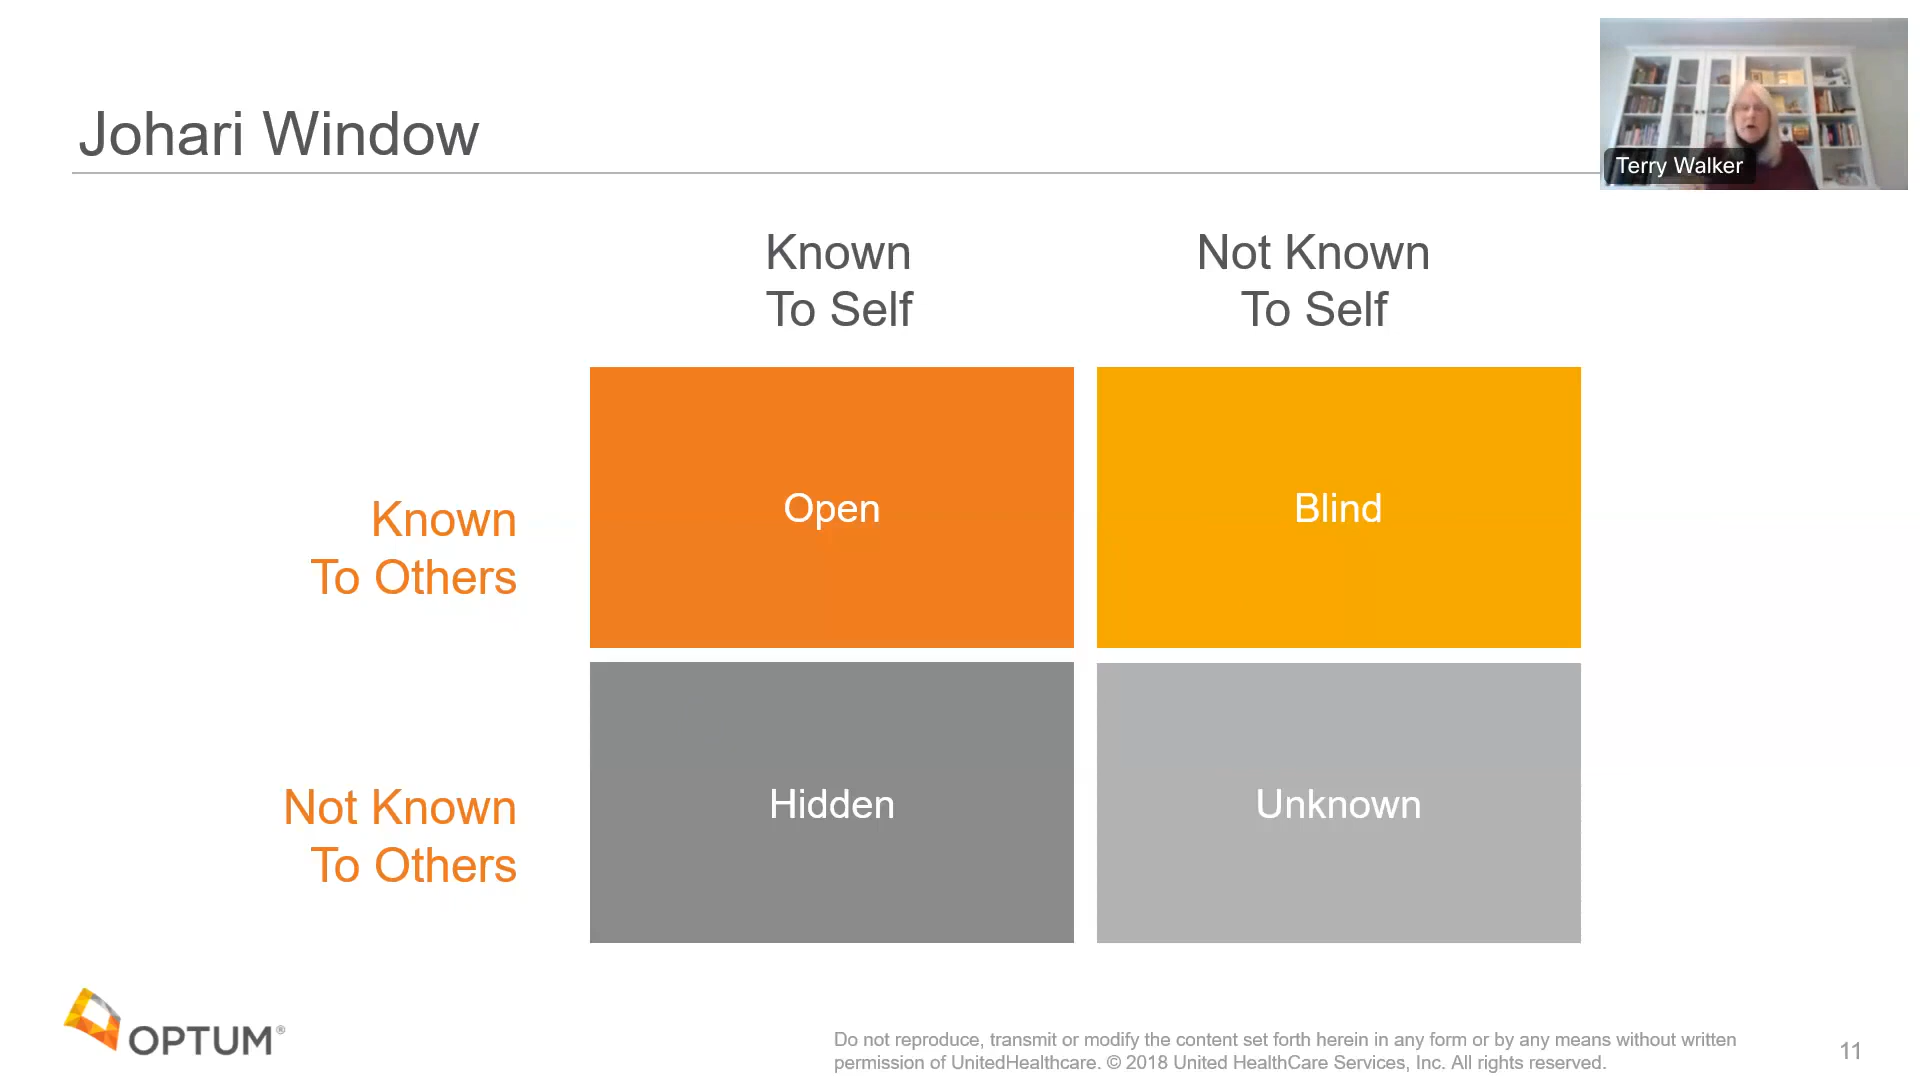 Johari Window
Terry Walker
Known
To Self
Not Known
To Self
Known
To Others
Open
Blind
Not Known
To Others
Hidden
Unknown
OPTUM®
Do not reproduce, transmit or modify the content set forth herein in any form or by any means without written
permission of UnitedHealthcare. © 2018 United HealthCare Services, Inc. All rights reserved.
11